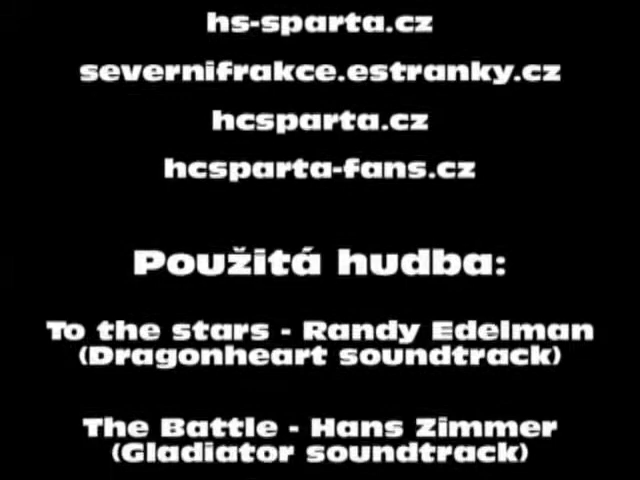 hs-sparta.cz
severnifrakce.estranky.cz
hcsparta.cz
hcsparta-fans.cz
Použitá hudba:
To the stars - Randy Edelman
(Dragonheart soundtrack)
The Battle - Hans Zimmer
(Gladiator soundtrack)